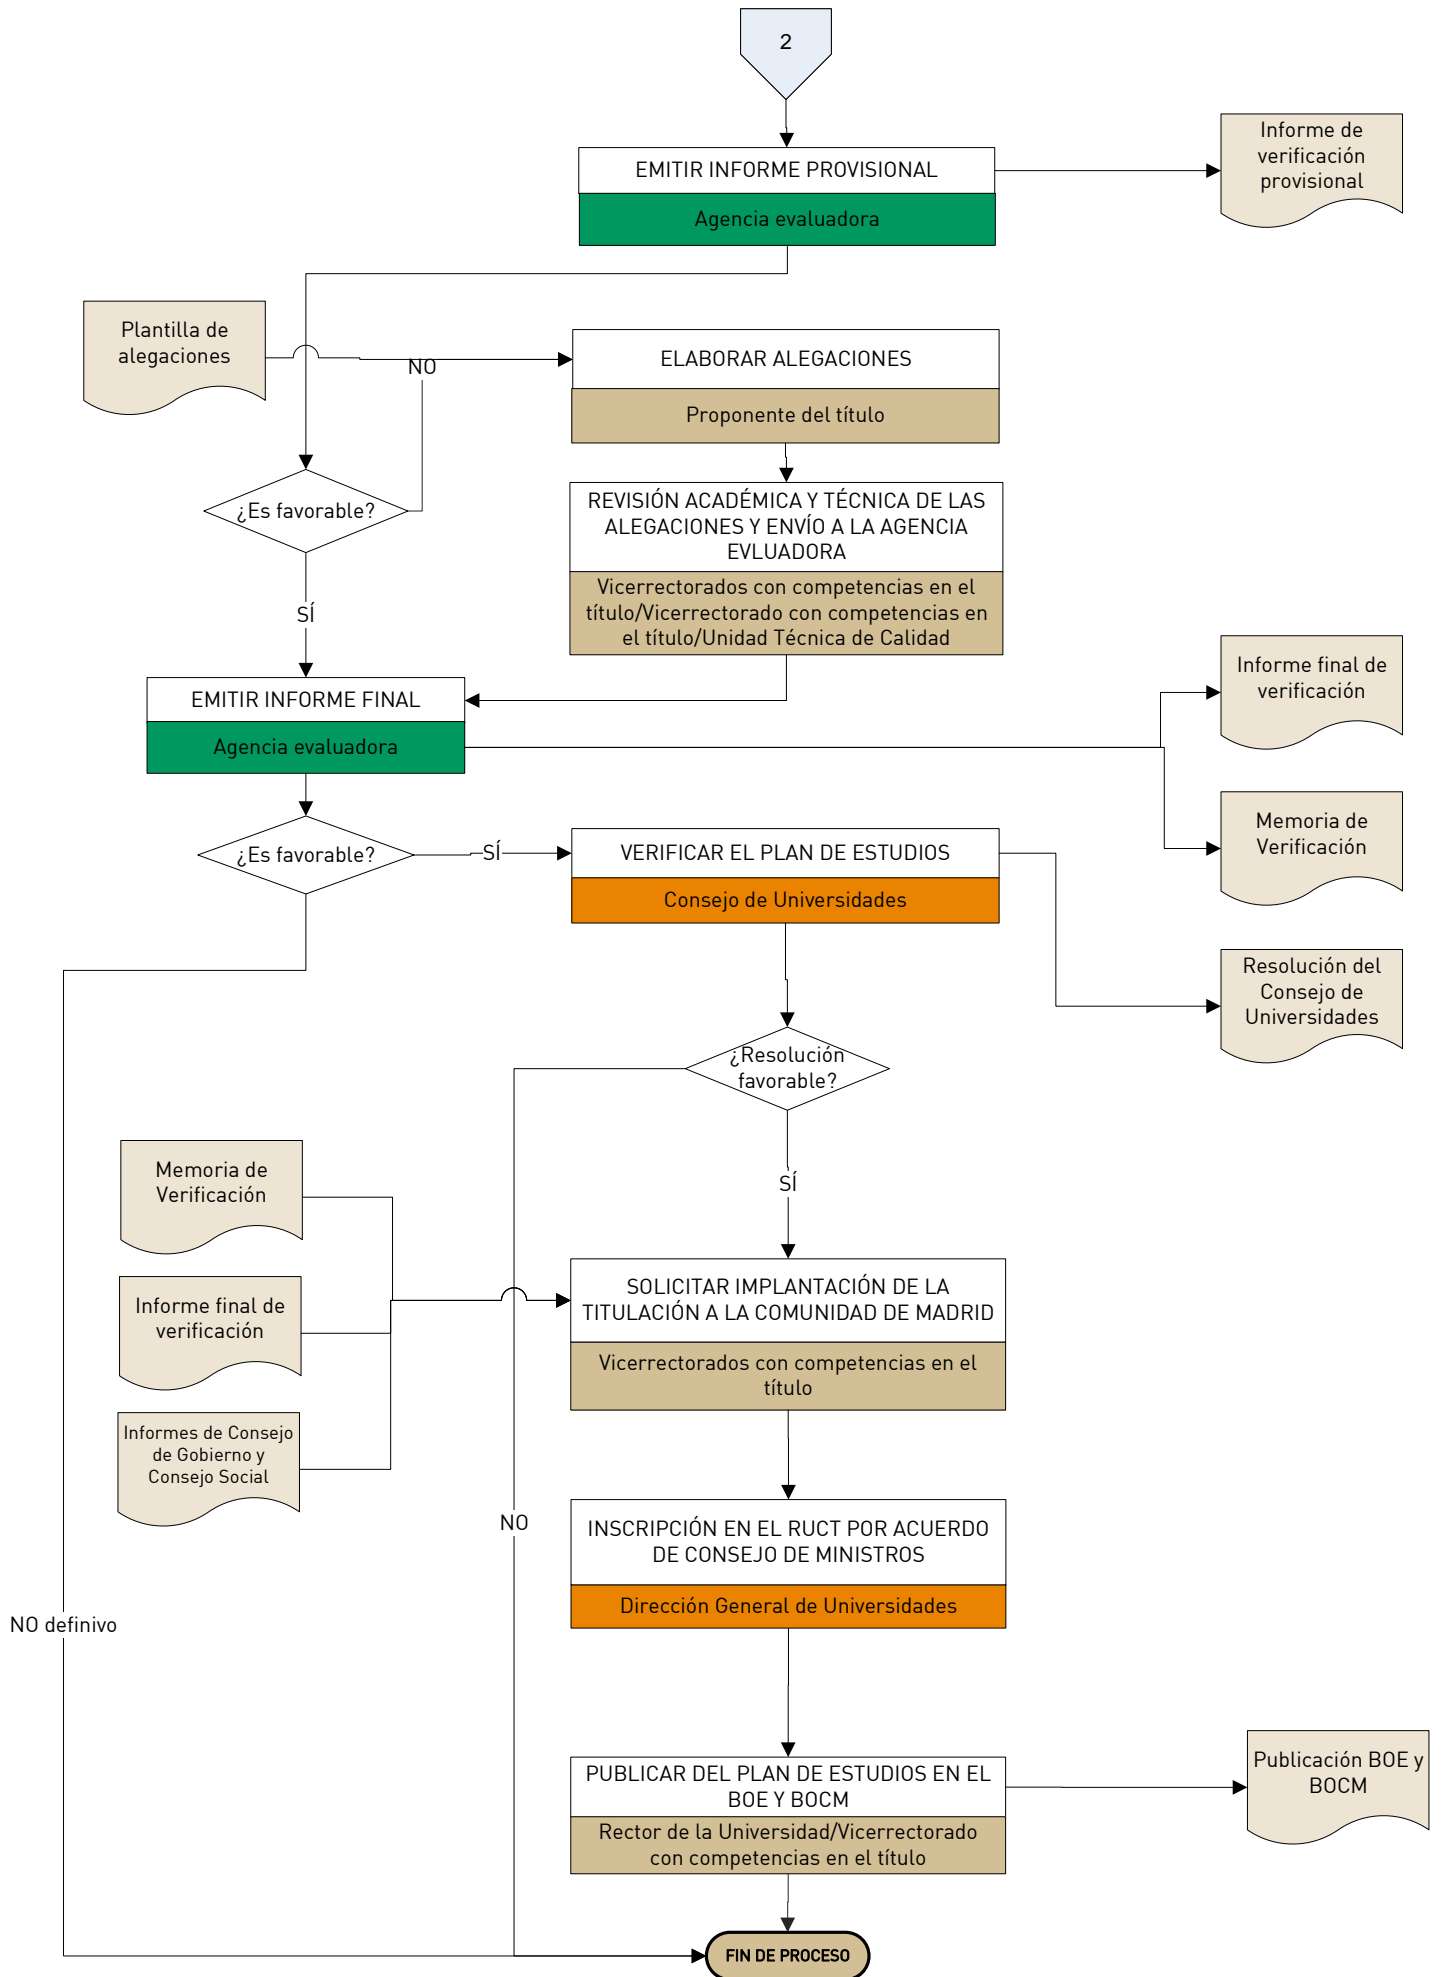 2
EMITIR INFORME PROVISIONAL
Agencia evaluadora
Informe de
verificación
provisional
Plantilla de
alegaciones
NO
ELABORAR ALEGACIONES
Proponente del título
¿Es favorable?
REVISIÓN ACADÉMICA Y TÉCNICA DE LAS
ALEGACIONES Y ENVÍO A LA AGENCIA
EVLUADORA
Vicerrectorados con competencias en el
título/Vicerrectorado con competencias en
el título/Unidad Técnica de Calidad
SÍ
EMITIR INFORME FINAL
Agencia evaluadora
Informe final de
verificación
Memoria de
Verificación
¿Es favorable?
SÍ
VERIFICAR EL PLAN DE ESTUDIOS
Consejo de Universidades
Resolución del
Consejo de
Universidades
¿Resolución
favorable?
SÍ
Memoria de
Verificación
Informe final de
verificación
Informes de Consejo
de Gobierno y
Consejo Social
SOLICITAR IMPLANTACIÓN DE LA
TITULACIÓN A LA COMUNIDAD DE MADRID
Vicerrectorados con competencias en el
título
NO
INSCRIPCIÓN EN EL RUCT POR ACUERDO
DE CONSEJO DE MINISTROS
Dirección General de Universidades
NO definivo
PUBLICAR DEL PLAN DE ESTUDIOS EN EL
BOE Y BOCM
Rector de la Universidad/Vicerrectorado
con competencias en el título
Publicación BOE y
BOCM
FIN DE PROCESO